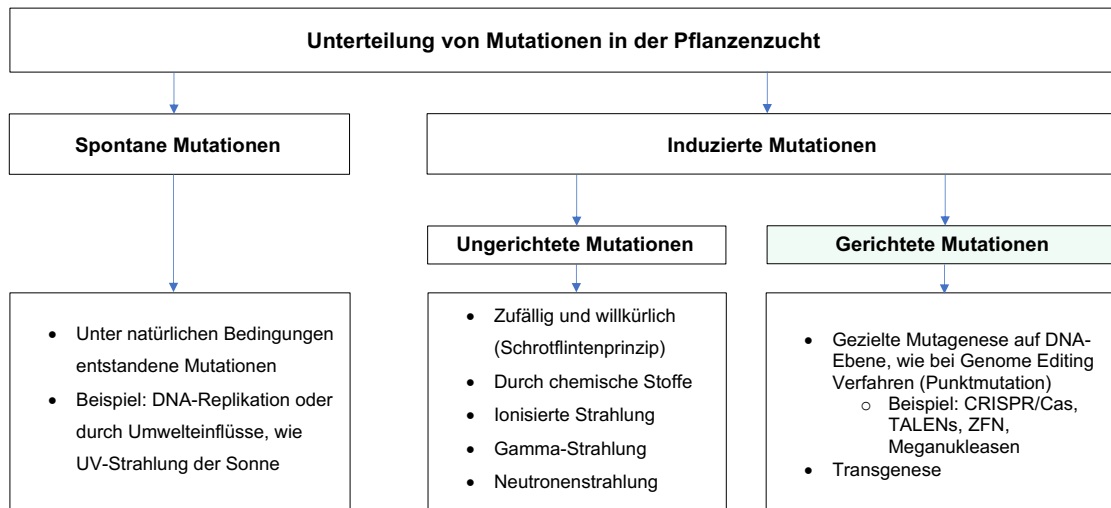 Unterteilung von Mutationen in der Pflanzenzucht
Spontane Mutationen
Induzierte Mutationen
Ungerichtete Mutationen
Gerichtete Mutationen
• Unter natürlichen Bedingungen
entstandene Mutationen
• Beispiel: DNA-Replikation oder
durch Umwelteinflüsse, wie
UV-Strahlung der Sonne
• Zufällig und willkürlich
(Schrotflintenprinzip)
• Durch chemische Stoffe
• Ionisierte Strahlung
• Gamma-Strahlung
• Neutronenstrahlung
• Gezielte Mutagenese auf DNA-
Ebene, wie bei Genome Editing
Verfahren (Punktmutation)
o Beispiel: CRISPR/Cas,
TALENs, ZFN,
Meganukleasen
• Transgenese